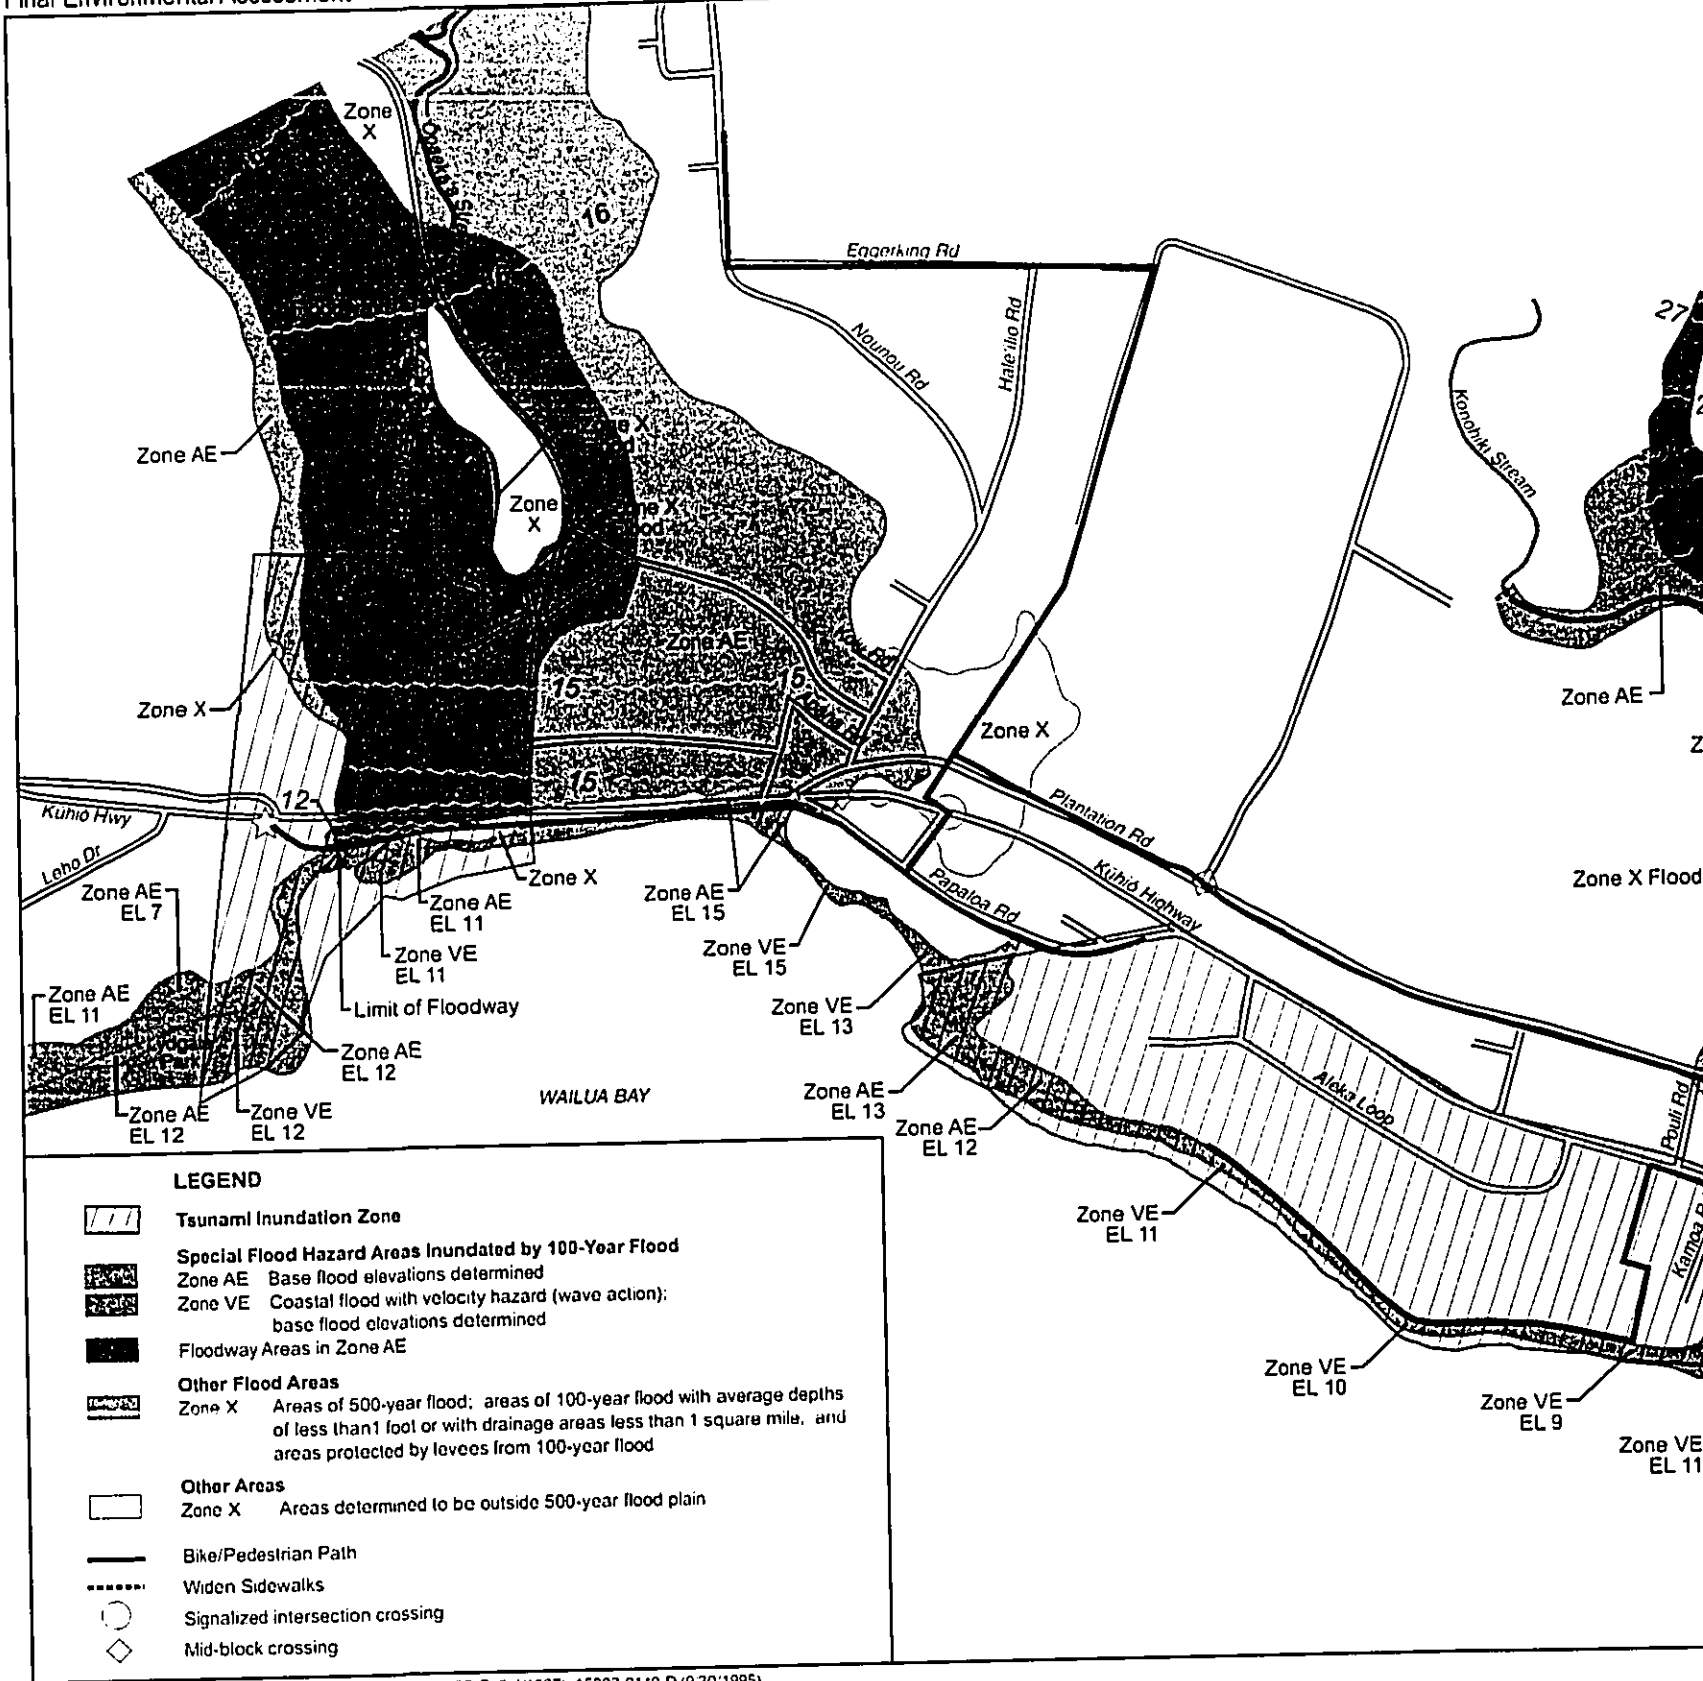 Final Environmental Assessment
Zone
X
16
Eggerking Rd
Nounou Rd
Hale'ilio Rd
27
Konohiki Stream
Zone AE
Zone
X
Zone AE
Zone AE
15
15
Zone X
Zone X
12
Kūhiō Hwy
Leho Dr
Plantation Rd
Kūhiō Highway
Papaloa Rd
Zone X Flood
Zone AE
EL 7
Zone X
Zone AE
EL 11
Zone AE
EL 15
Zone VE
EL 11
Zone VE
EL 15
Zone AE
EL 11
Limit of Floodway
Zone VE
EL 13
Zone AE
EL 12
Zone AE
EL 12
Zone VE
EL 12
WAILUA BAY
Zone AE
EL 13
Zone AE
EL 12
Aleka Loop
Pouli Rd
Zone VE
EL 11
Zone VE
EL 10
Zone VE
EL 9
Zone VE
EL 11
LEGEND
Tsunami Inundation Zone
Special Flood Hazard Areas Inundated by 100-Year Flood
Zone AE Base flood elevations determined
Zone VE Coastal flood with velocity hazard (wave action);
base flood elevations determined
Floodway Areas in Zone AE
Other Flood Areas
Zone X Areas of 500-year flood; areas of 100-year flood with average depths
of less than1 foot or with drainage areas less than 1 square mile, and
areas protected by levees from 100-year flood
Other Areas
Zone X Areas determined to be outside 500-year flood plain
Bike/Pedestrian Path
Widen Sidewalks
Signalized intersection crossing
Mid-block crossing